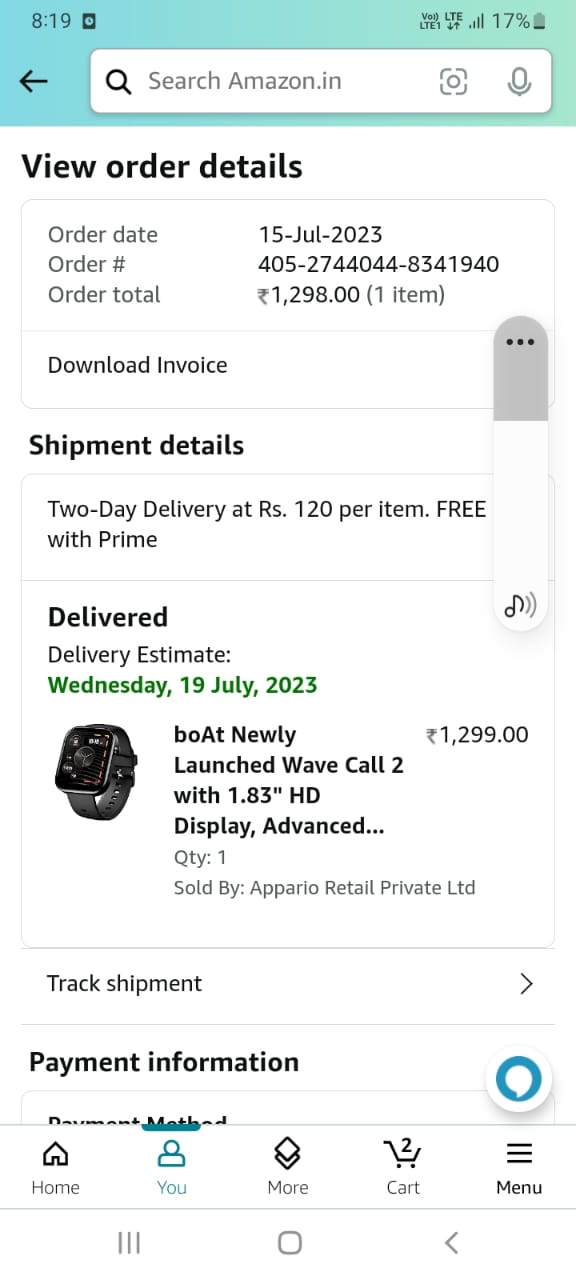 8:19 Vo)) LTE LTE1 17%
Search Amazon.in
View order details
Order date 15-Jul-2023
Order # 405-2744044-8341940
Order total ₹1,298.00 (1 item)
Download Invoice
Shipment details
Two-Day Delivery at Rs. 120 per item. FREE
with Prime
Delivered
Delivery Estimate:
Wednesday, 19 July, 2023
boAt Newly ₹1,299.00
Launched Wave Call 2
with 1.83" HD
Display, Advanced...
Qty: 1
Sold By: Appario Retail Private Ltd
Track shipment
Payment information
Payment Method
2
Home You More Cart Menu